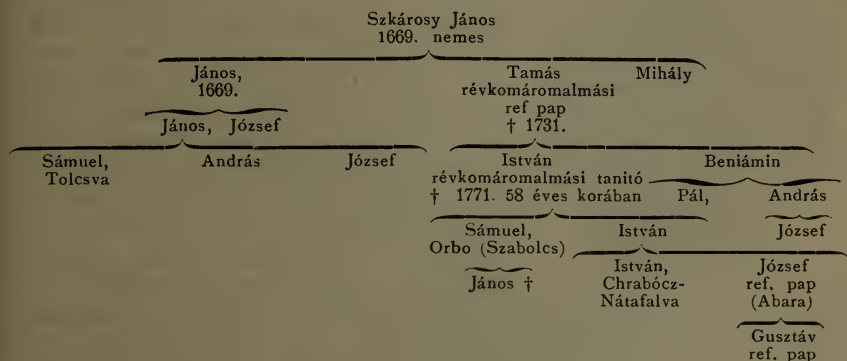 Szkárosy János
1669. nemes
János, Tamás Mihály
1669. révkomáromalmási
ref pap
† 1731.
János, József
Sámuel, András József István Beniámin
Tolcsva révkomáromalmási tanitó
† 1771. 58 éves korában Pál, András
Sámuel, István József
Orbo (Szabolcs)
János † István, József
Chrabócz- ref. pap
Nátafalva (Abara)
Gusztáv
ref. pap